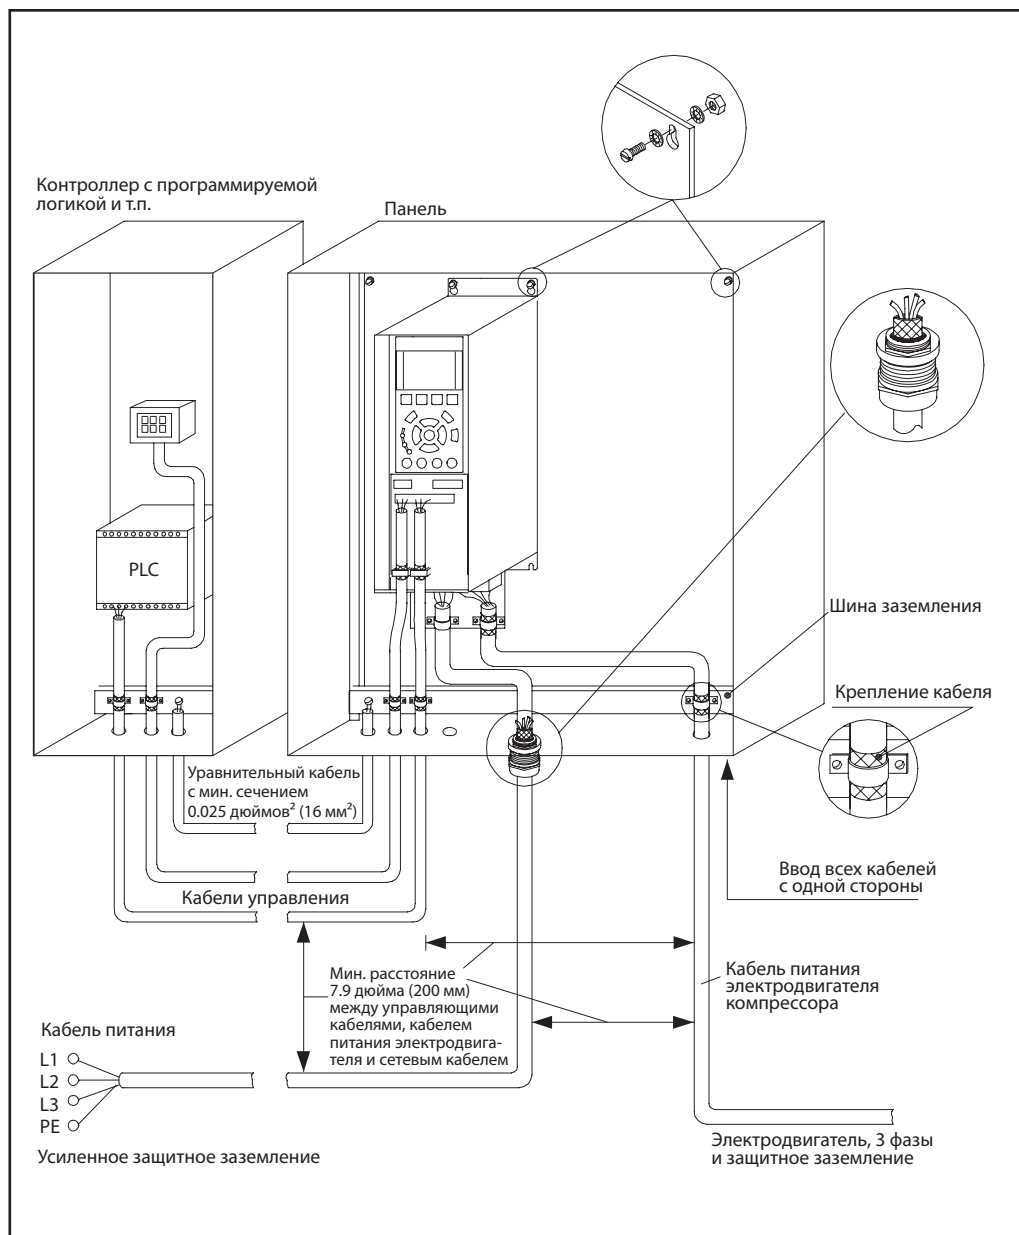 Контроллер с программируемой
логикой и т.п.
Панель
PLC
Шина заземления
Крепление кабеля
Уравнительный кабель
с мин. сечением
0.025 дюймов² (16 мм²)
Ввод всех кабелей
с одной стороны
Кабели управления
Мин. расстояние
7.9 дюйма (200 мм)
между управляющими
кабелями, кабелем
питания электродвига-
теля и сетевым кабелем
Кабель питания
электродвигателя
компрессора
Кабель питания
L1
L2
L3
PE
Усиленное защитное заземление
Электродвигатель, 3 фазы
и защитное заземление